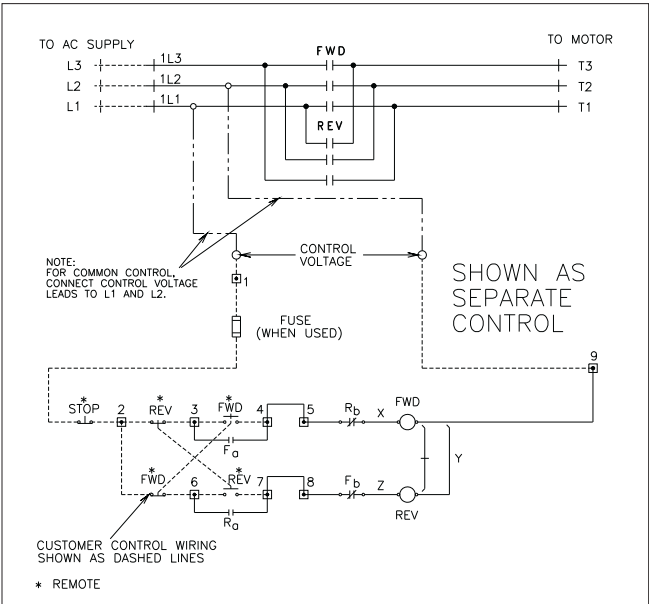 TO AC SUPPLY
FWD
TO MOTOR
L3 1L3 T3
L2 1L2 T2
L1 1L1 T1
REV
NOTE:
FOR COMMON CONTROL,
CONNECT CONTROL VOLTAGE
LEADS TO L1 AND L2.
CONTROL
VOLTAGE
SHOWN AS
SEPARATE
CONTROL
1
FUSE
(WHEN USED)
9
* STOP 2 * REV 3 * FWD 4 5 Rb X FWD
Fa
Y
* FWD 6 * REV 7 8 Fb Z REV
Ra
CUSTOMER CONTROL WIRING
SHOWN AS DASHED LINES
* REMOTE